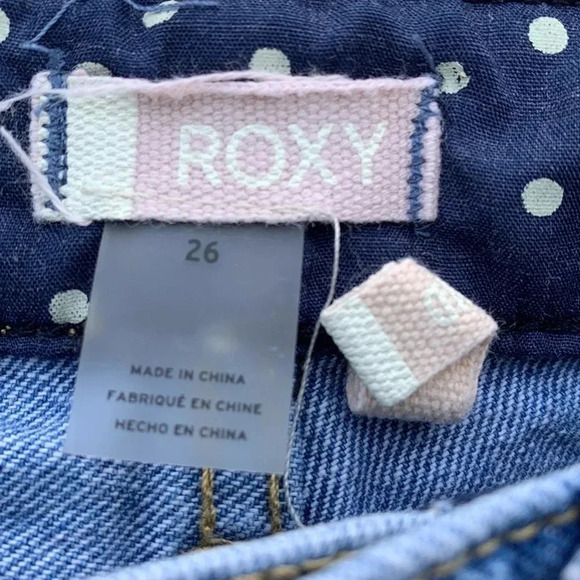 ROXY
26
MADE IN CHINA
FABRIQUÉ EN CHINE
HECHO EN CHINA